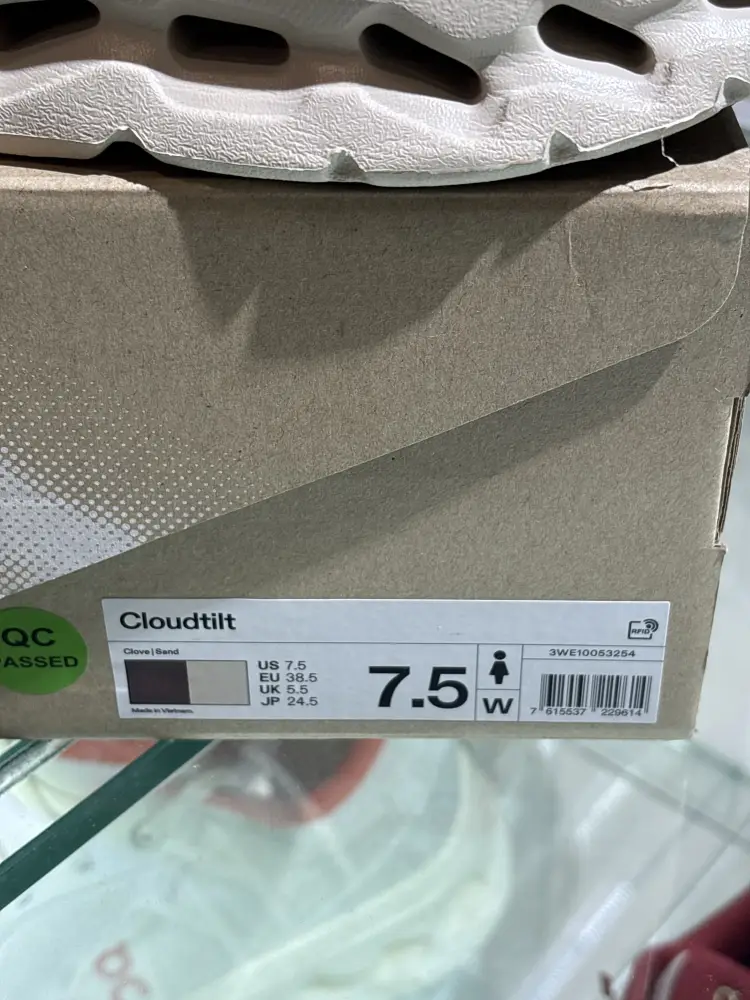 QC
PASSED
Cloudtilt
RFID
Clove | Sand
US 7.5
EU 38.5
UK 5.5
JP 24.5
Made in Vietnam.
7.5
W
3WE10053254
7 615537 229614